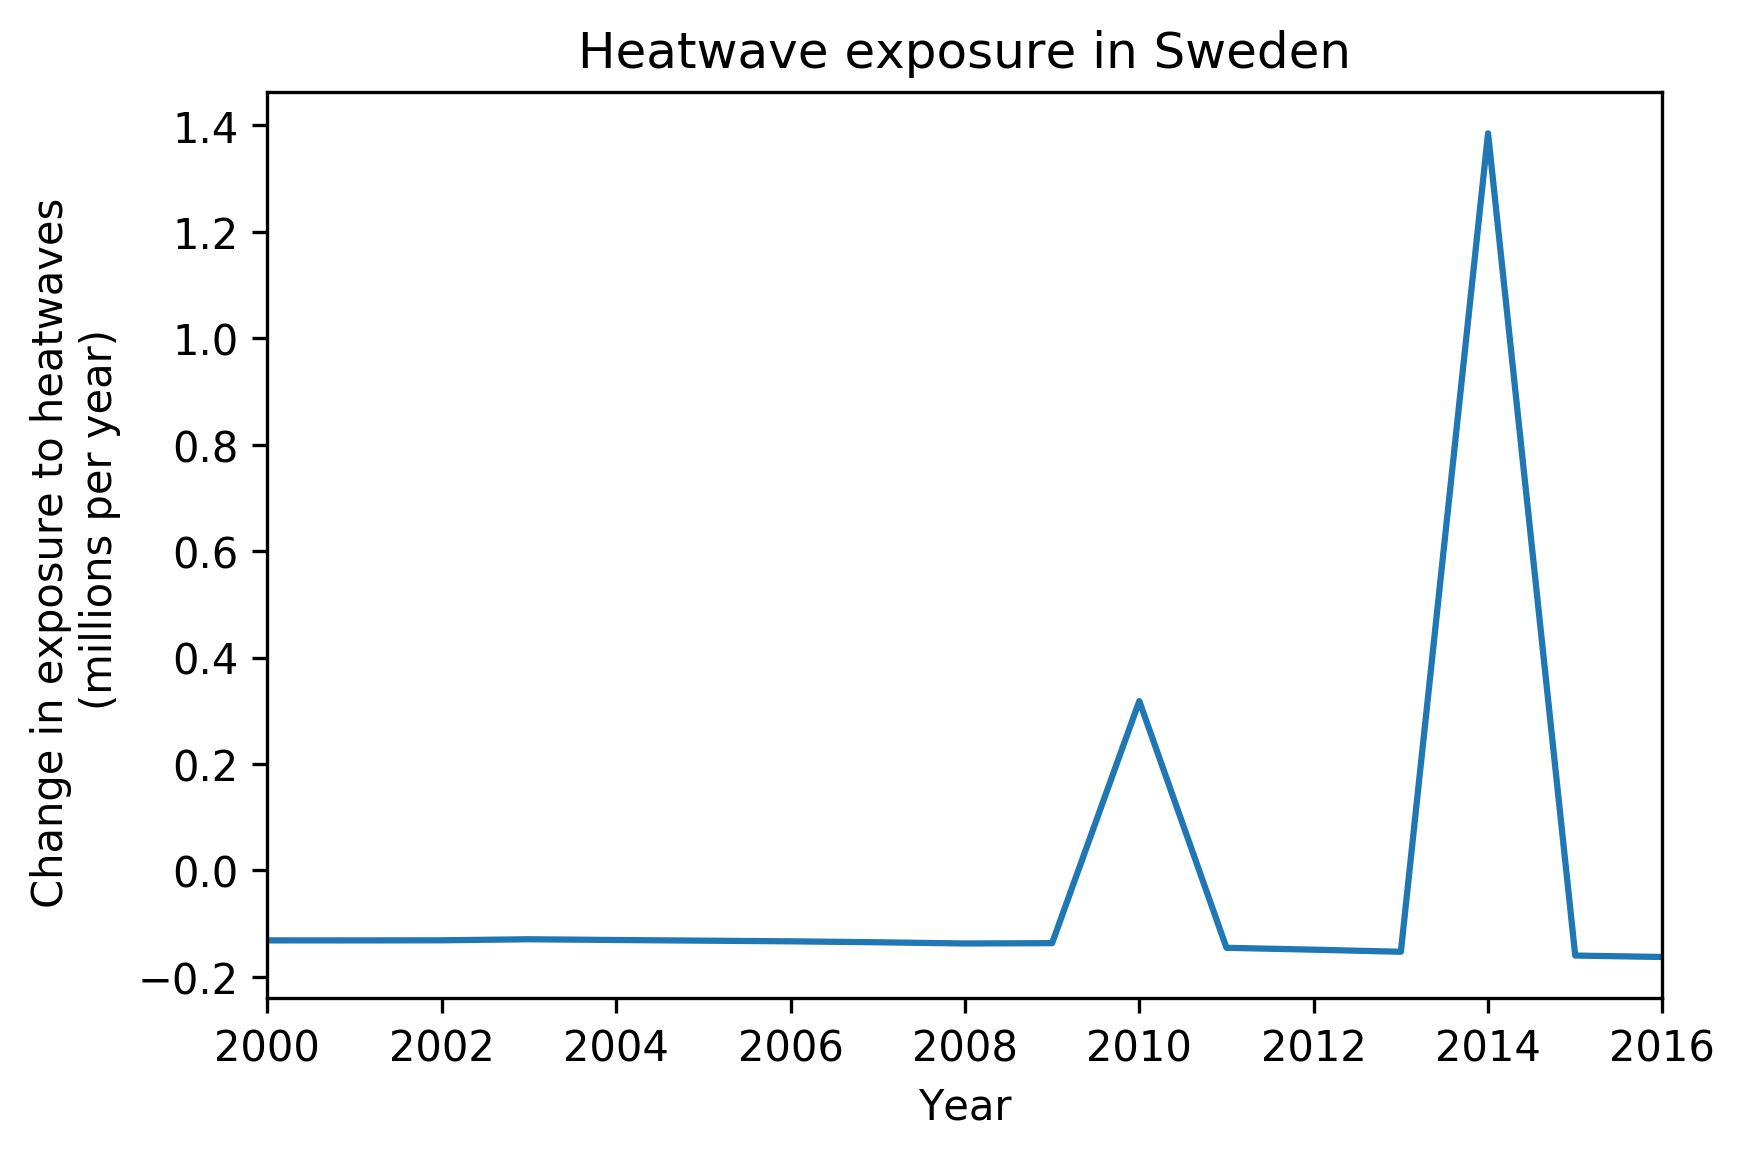 Heatwave exposure in Sweden
1.4
1.2
1.0
0.8
0.6
0.4
0.2
0.0
−0.2
Change in exposure to heatwaves
(millions per year)
2000 2002 2004 2006 2008 2010 2012 2014 2016
Year